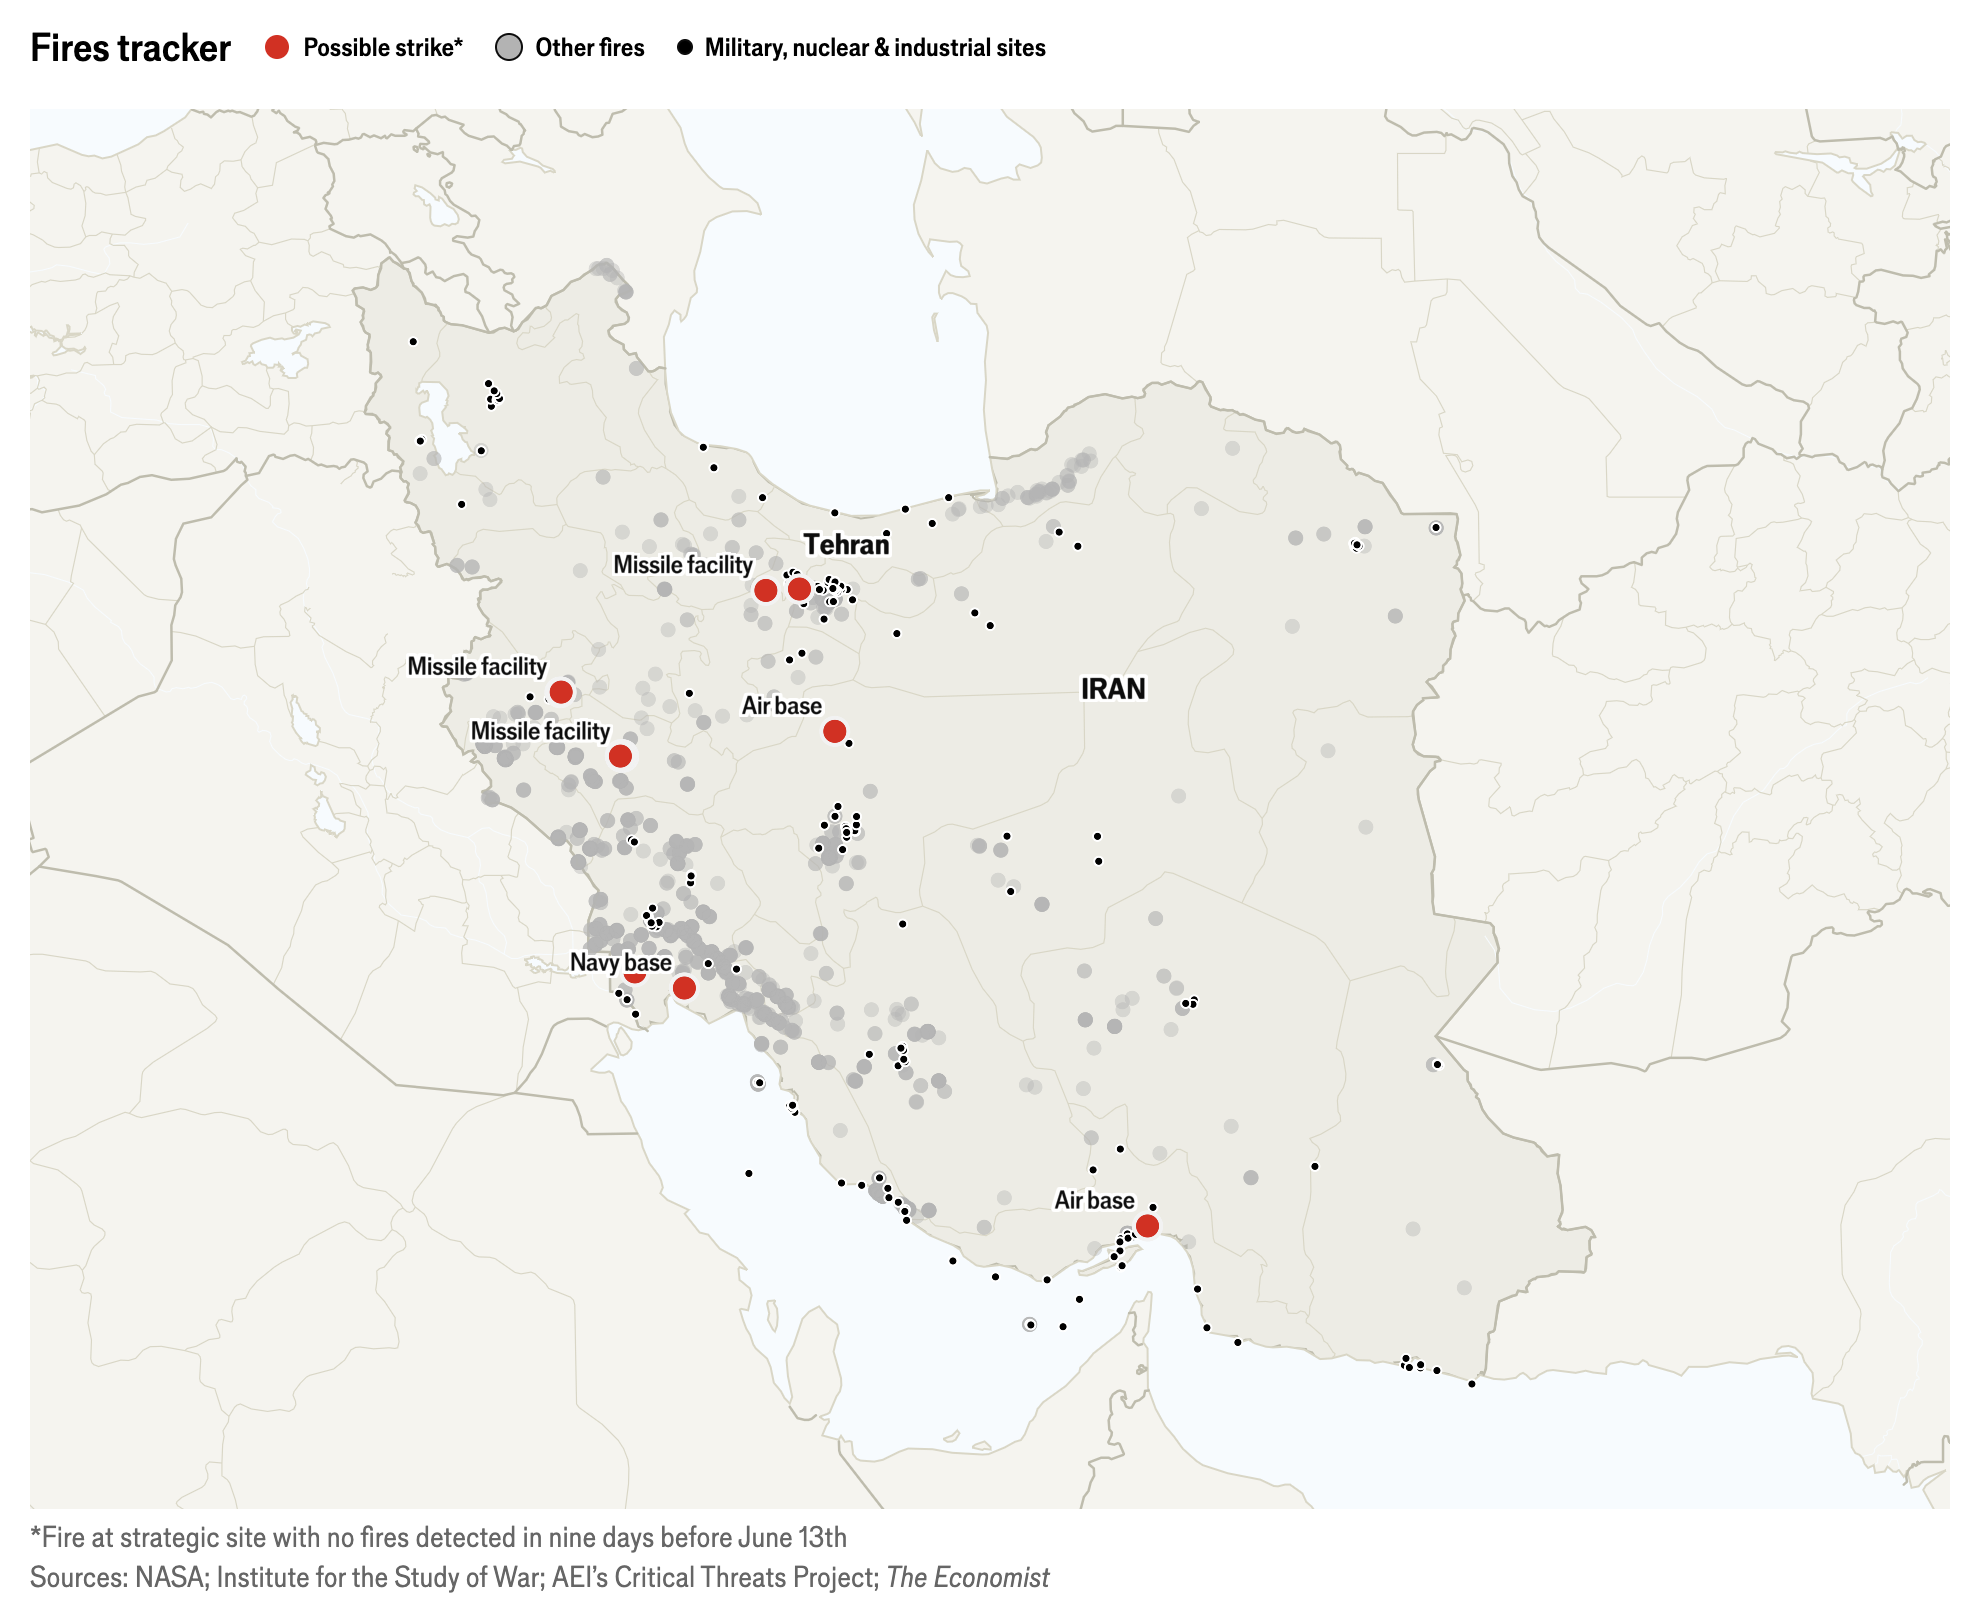 Fires tracker
Possible strike*
Other fires
Military, nuclear & industrial sites
Tehran
Missile facility
Missile facility
IRAN
Air base
Missile facility
Navy base
Air base
*Fire at strategic site with no fires detected in nine days before June 13th
Sources: NASA; Institute for the Study of War; AEI’s Critical Threats Project; The Economist